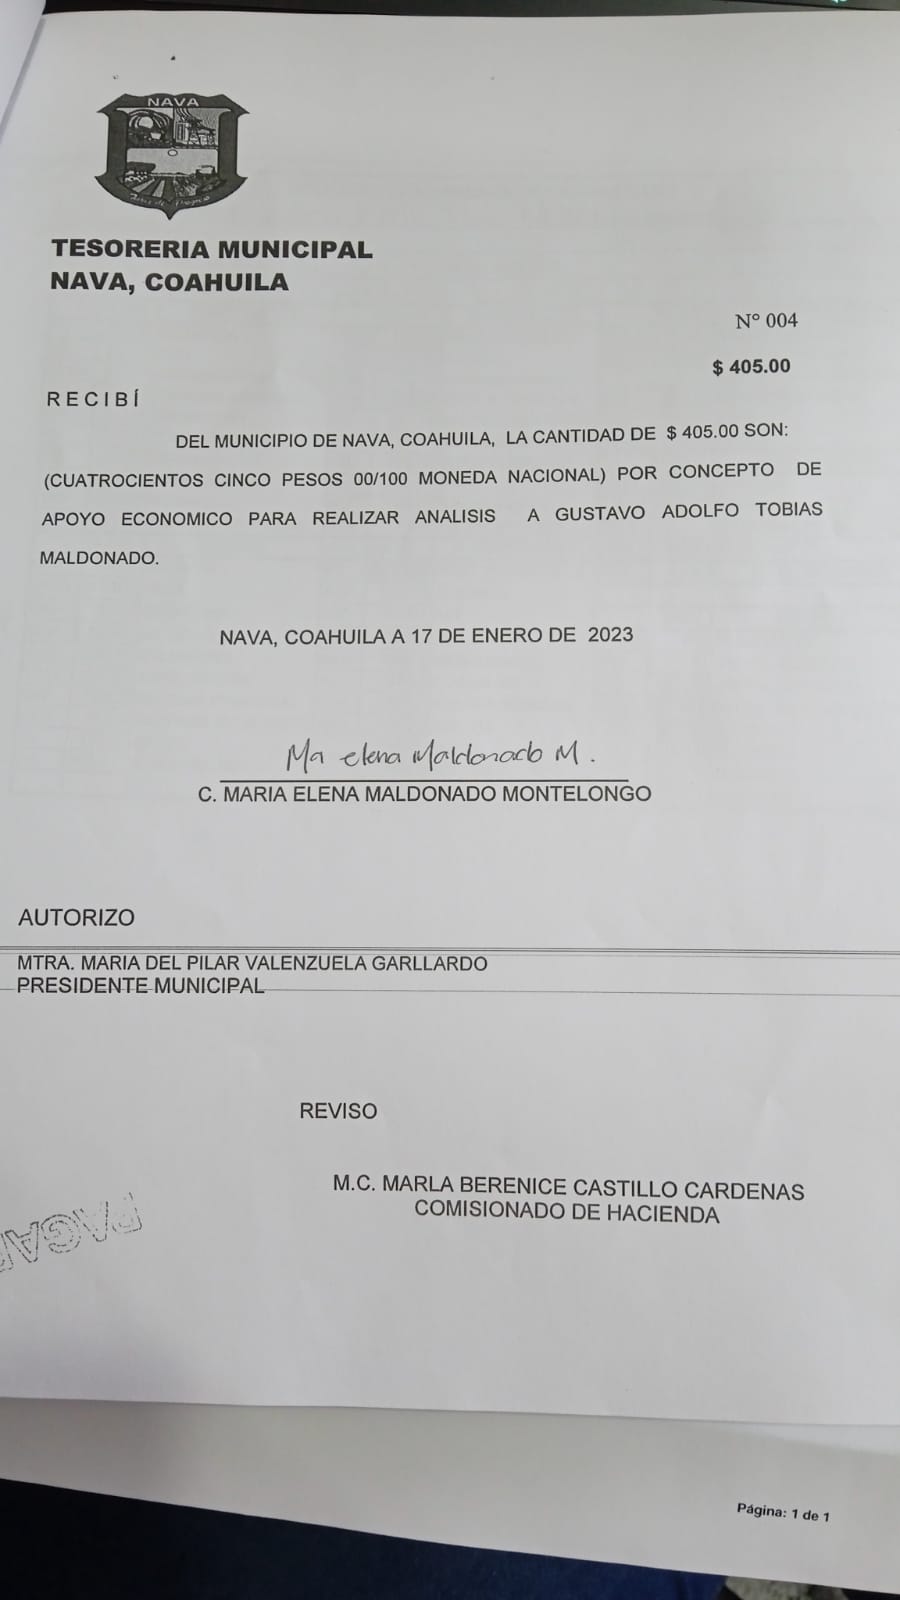 NAVA
TESORERIA MUNICIPAL
NAVA, COAHUILA
N° 004
$ 405.00
RECIBÍ
DEL MUNICIPIO DE NAVA, COAHUILA, LA CANTIDAD DE $ 405.00 SON:
(CUATROCIENTOS CINCO PESOS 00/100 MONEDA NACIONAL) POR CONCEPTO DE
APOYO ECONOMICO PARA REALIZAR ANALISIS A GUSTAVO ADOLFO TOBIAS
MALDONADO.
NAVA, COAHUILA A 17 DE ENERO DE 2023
Ma elena Maldonado M.
C. MARIA ELENA MALDONADO MONTELONGO
AUTORIZO
MTRA. MARIA DEL PILAR VALENZUELA GARLLARDO
PRESIDENTE MUNICIPAL
REVISO
M.C. MARLA BERENICE CASTILLO CARDENAS
COMISIONADO DE HACIENDA
Página: 1 de 1